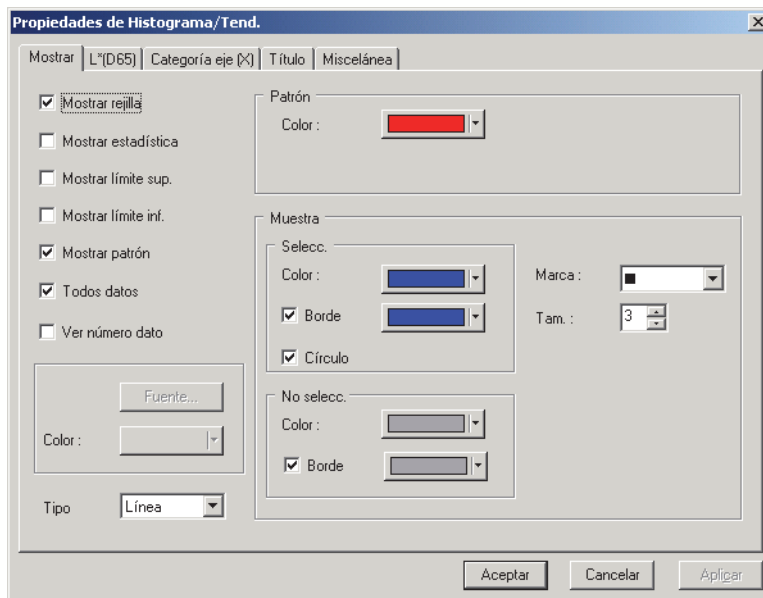 Propiedades de Histograma/Tend.
Mostrar
L*(D65)
Categoría eje (X)
Título
Miscelánea
Mostrar rejilla
Mostrar estadística
Mostrar límite sup.
Mostrar límite inf.
Mostrar patrón
Todos datos
Ver número dato
Fuente...
Color :
Tipo
Línea
Patrón
Color :
Muestra
Selecc.
Color :
Borde
Círculo
Marca :
Tam. :
3
No selecc.
Color :
Borde
Aceptar
Cancelar
Aplicar